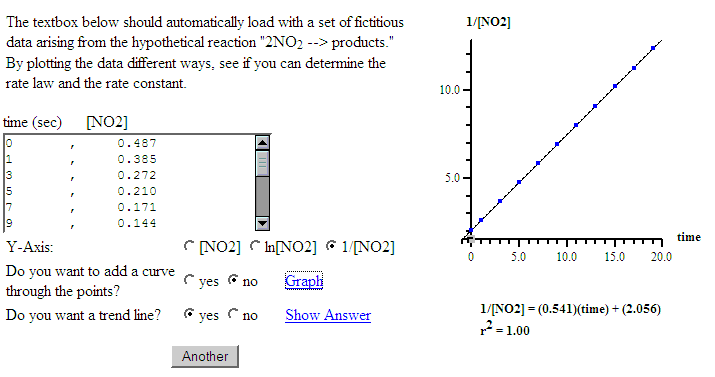 The textbox below should automatically load with a set of fictitious
data arising from the hypothetical reaction "2NO2 --> products."
By plotting the data different ways, see if you can determine the
rate law and the rate constant.
time (sec) [NO2]
0 , 0.487
1 , 0.385
3 , 0.272
5 , 0.210
7 , 0.171
9 , 0.144
Y-Axis: [NO2] ln[NO2] 1/[NO2]
Do you want to add a curve
through the points? yes no Graph
Do you want a trend line? yes no Show Answer
Another
1/[NO2]
10.0
5.0
time
0 5.0 10.0 15.0 20.0
1/[NO2] = (0.541)(time) + (2.056)
r2 = 1.00